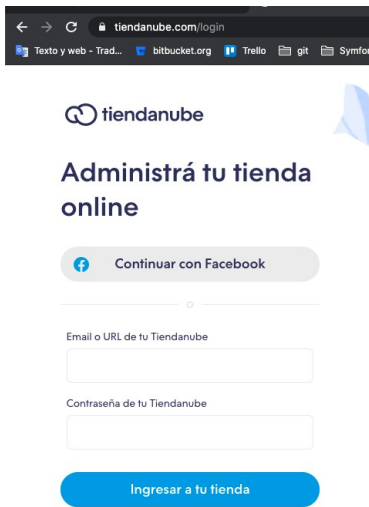 tiendanube.com/login
Texto y web - Trad... bitbucket.org Trello git Symfo
tiendanube
Administrá tu tienda
online
Continuar con Facebook
o
Email o URL de tu Tiendanube
Contraseña de tu Tiendanube
Ingresar a tu tienda